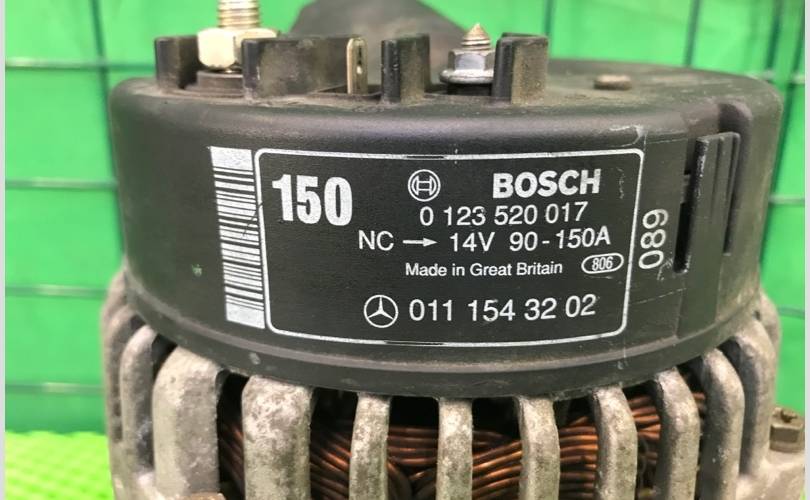 150
BOSCH
0 123 520 017
NC → 14V 90-150A
Made in Great Britain 806
011 154 32 02
089